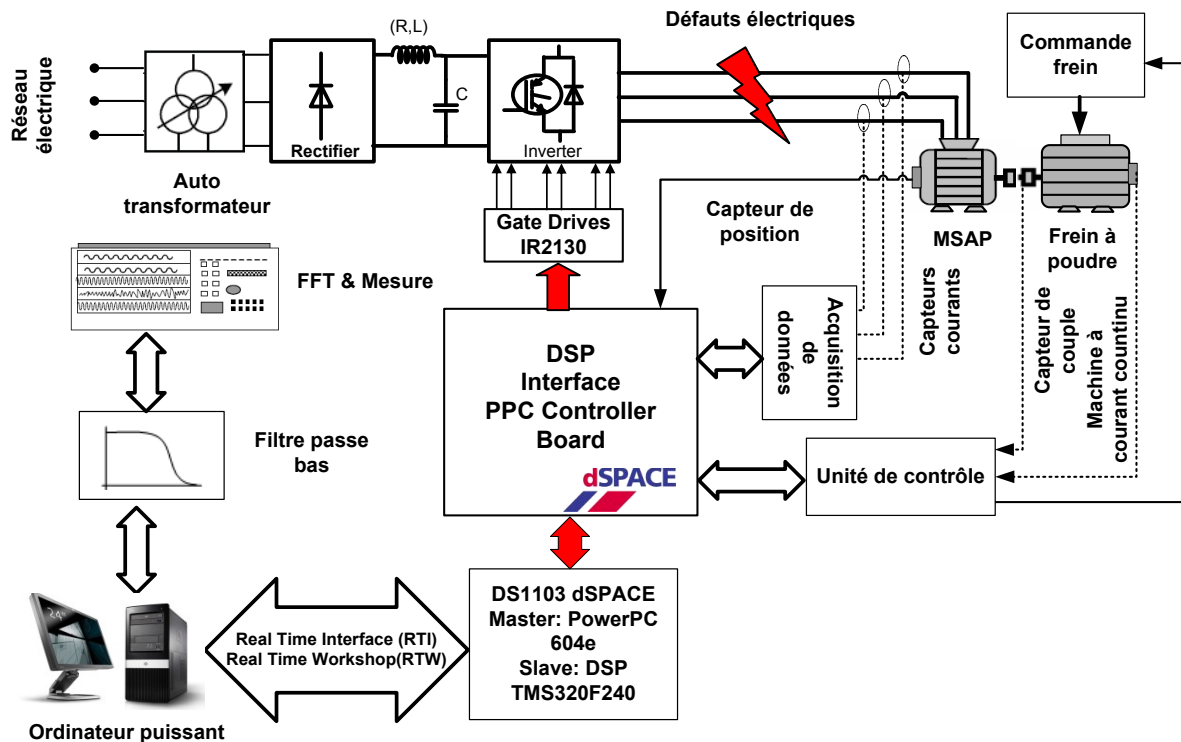 Réseau
électrique
(R,L)
C
Rectifier
Inverter
Défauts électriques
Commande
frein
Auto
transformateur
Gate Drives
IR2130
Capteur de
position
MSAP
Frein à
poudre
FFT & Mesure
DSP
Interface
PPC Controller
Board
dSPACE
Acquisition
de
données
Capteurs
courants
Capteur de
couple
Machine à
courant countinu
Filtre passe
bas
Unité de contrôle
Real Time Interface (RTI)
Real Time Workshop(RTW)
DS1103 dSPACE
Master: PowerPC
604e
Slave: DSP
TMS320F240
Ordinateur puissant